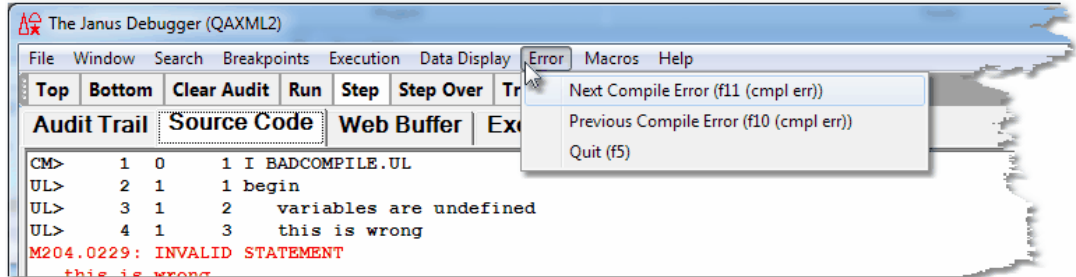 The Janus Debugger (QAXML2)
File Window Search Breakpoints Execution Data Display Error Macros Help
Top Bottom Clear Audit Run Step Step Over
Next Compile Error (f11 (cmpl err))
Audit Trail Source Code Web Buffer
Previous Compile Error (f10 (cmpl err))
Quit (f5)
CM> 1 0 1 I BADCOMPILE.UL
UL> 2 1 1 begin
UL> 3 1 2 variables are undefined
UL> 4 1 3 this is wrong
M204.0229: INVALID STATEMENT
this is wrong